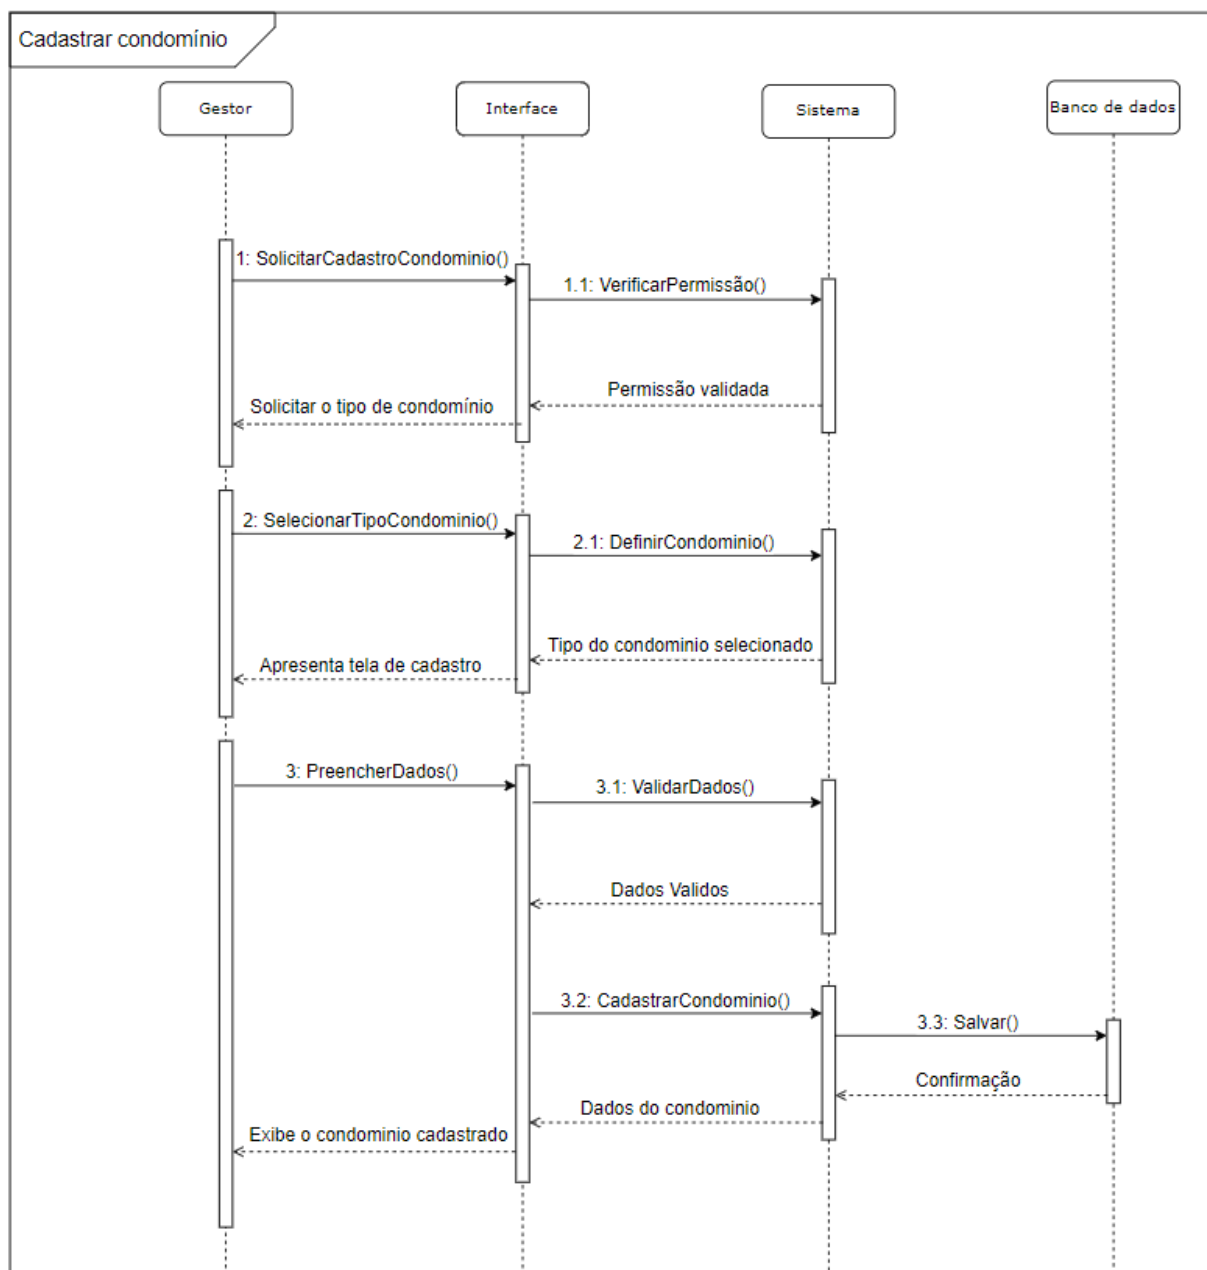 Cadastrar condomínio
Gestor
Interface
Sistema
Banco de dados
1: SolicitarCadastroCondominio()
1.1: VerificarPermissão()
Permissão validada
Solicitar o tipo de condomínio
2: SelecionarTipoCondominio()
2.1: DefinirCondominio()
Tipo do condominio selecionado
Apresenta tela de cadastro
3: PreencherDados()
3.1: ValidarDados()
Dados Validos
3.2: CadastrarCondominio()
3.3: Salvar()
Confirmação
Dados do condominio
Exibe o condominio cadastrado